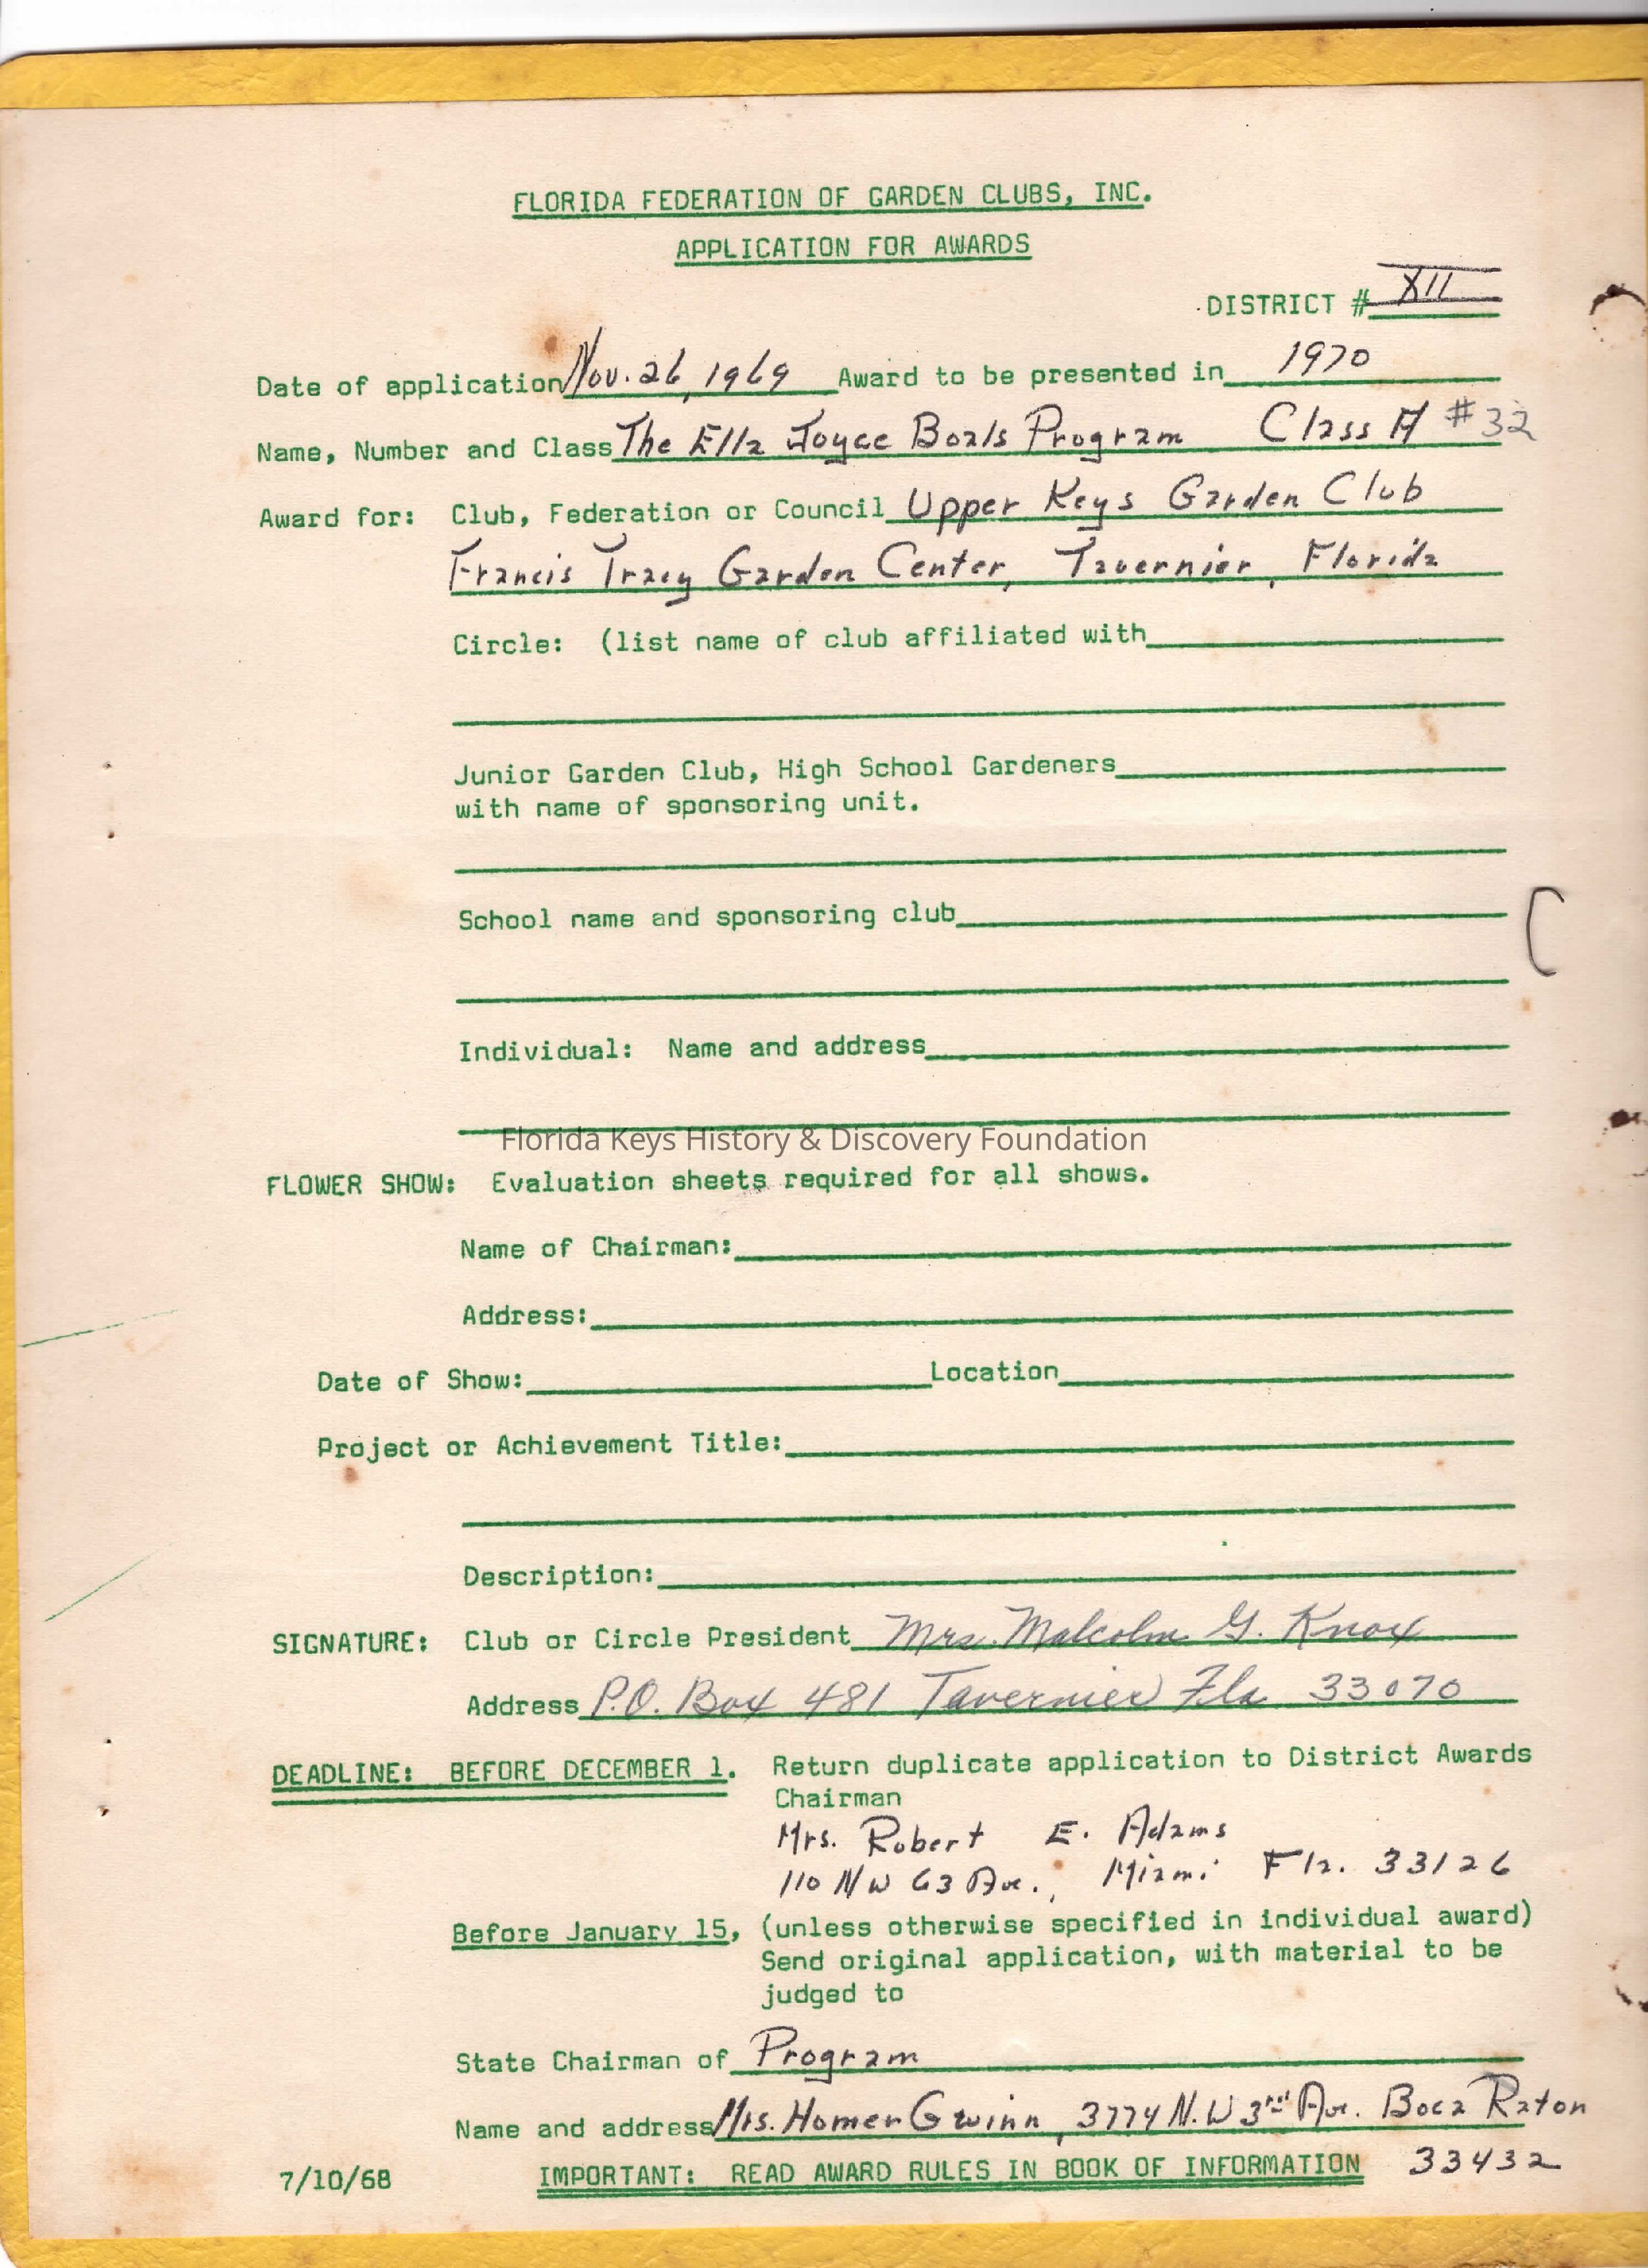 FLORIDA FEDERATION OF GARDEN CLUBS, INC.
APPLICATION FOR AWARDS
DISTRICT # XII
Date of application Nov. 26, 1969 Award to be presented in 1970
Name, Number and Class The Ella Joyce Boals Program Class A #32
Award for: Club, Federation or Council Upper Keys Garden Club
Francis Tracy Garden Center, Tavernier, Florida
Circle: (list name of club affiliated with
Junior Garden Club, High School Gardeners
with name of sponsoring unit.
School name and sponsoring club
Individual: Name and address
Florida Keys History & Discovery Foundation
FLOWER SHOW: Evaluation sheets required for all shows.
Name of Chairman:
Address:
Date of Show: Location
Project or Achievement Title:
Description:
SIGNATURE: Club or Circle President Mrs. Malcolm G. Knox
Address P.O. Box 481 Tavernier Fla 33070
DEADLINE: BEFORE DECEMBER 1. Return duplicate application to District Awards
Chairman
Mrs. Robert E. Adams
110 NW 63 Ave., Miami Fla. 33126
Before January 15, (unless otherwise specified in individual award)
Send original application, with material to be
judged to
State Chairman of Program
Name and address Mrs. Homer Gwinn, 3774 N.W 3rd Ave. Boca Raton
7/10/68 IMPORTANT: READ AWARD RULES IN BOOK OF INFORMATION 33432